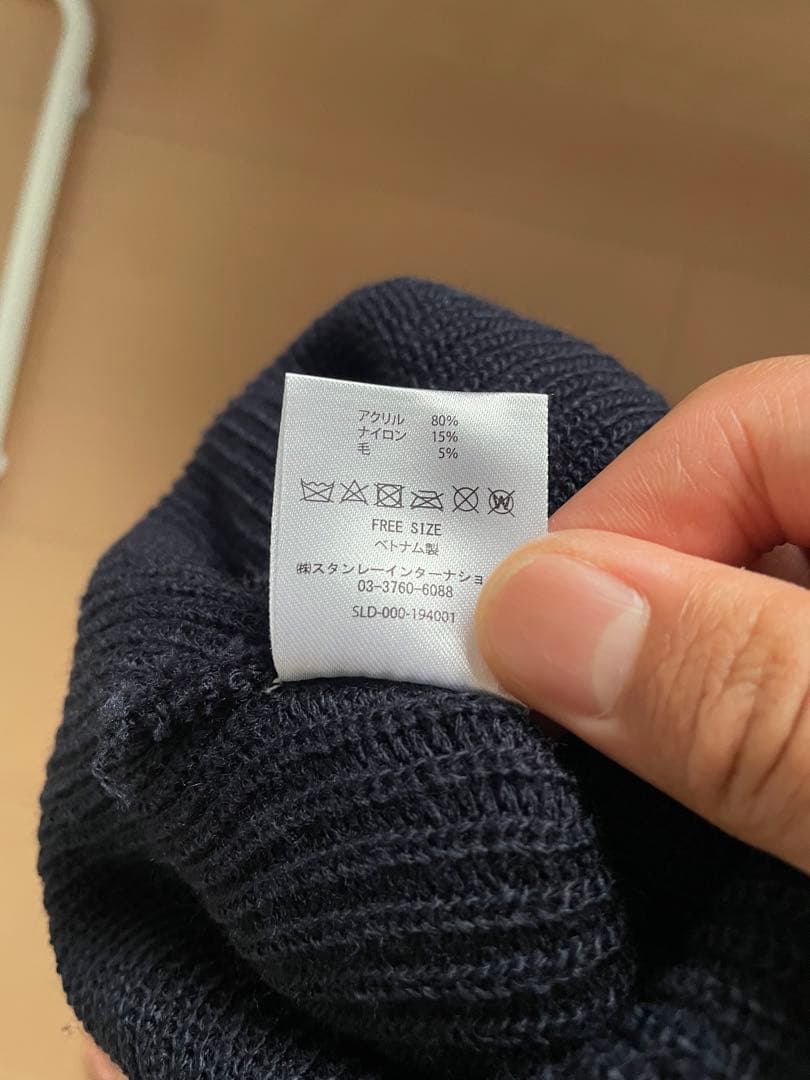 アクリル 80%
ナイロン 15%
毛 5%
FREE SIZE
ベトナム製
㈱スタンレーインターナショ
03-3760-6088
SLD-000-194001